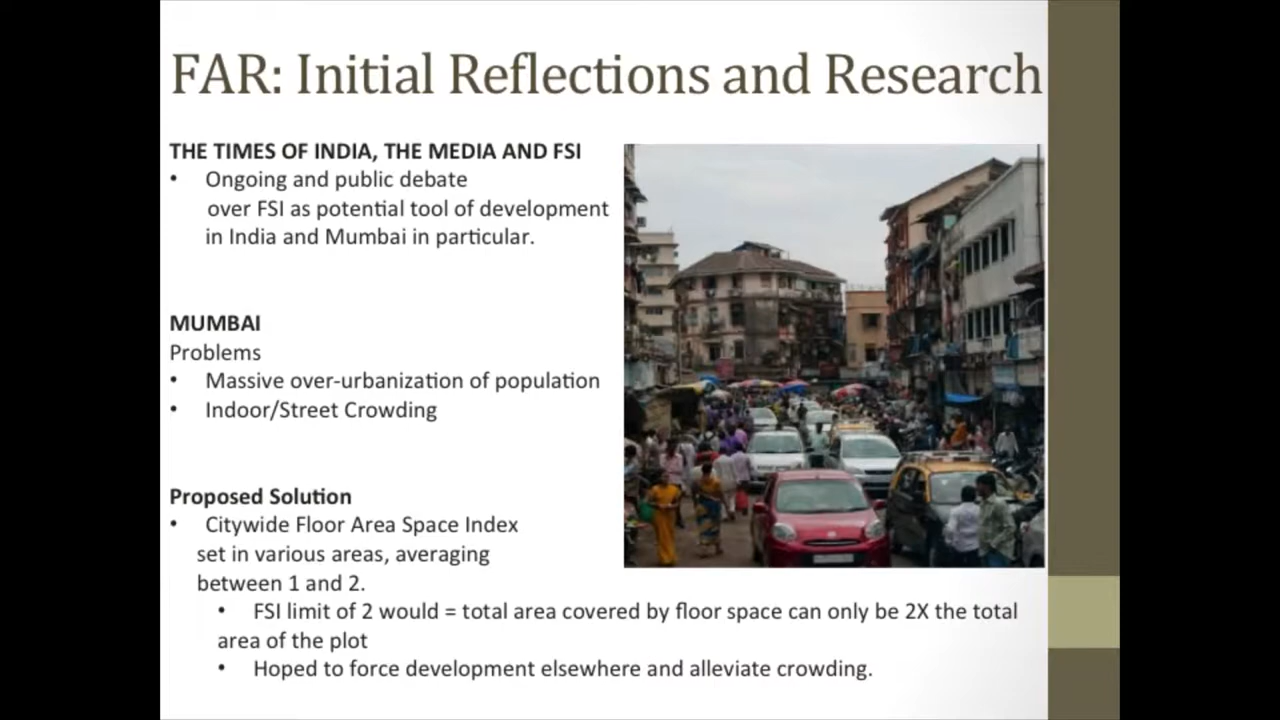 FAR: Initial Reflections and Research
THE TIMES OF INDIA, THE MEDIA AND FSI
• Ongoing and public debate
over FSI as potential tool of development
in India and Mumbai in particular.
MUMBAI
Problems
• Massive over-urbanization of population
• Indoor/Street Crowding
Proposed Solution
• Citywide Floor Area Space Index
set in various areas, averaging
between 1 and 2.
• FSI limit of 2 would = total area covered by floor space can only be 2X the total
area of the plot
• Hoped to force development elsewhere and alleviate crowding.